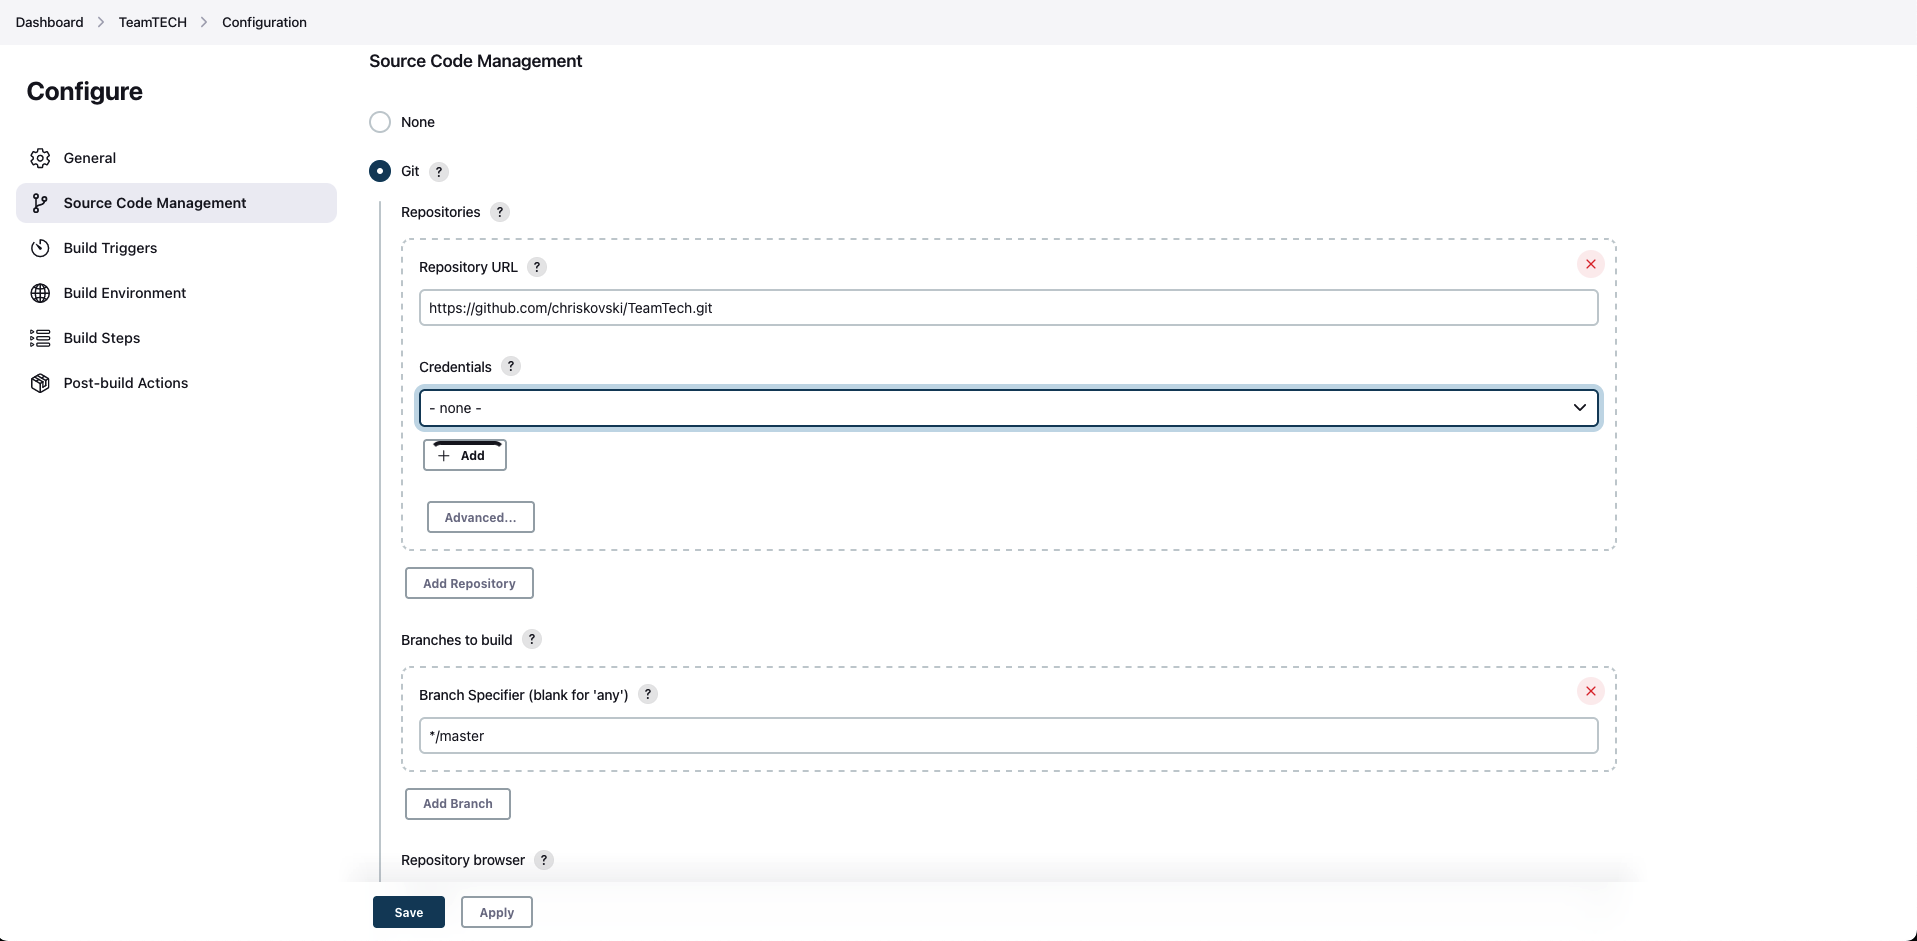 Dashboard > TeamTECH > Configuration
Configure
General
Source Code Management
Build Triggers
Build Environment
Build Steps
Post-build Actions
Source Code Management
None
Git ?
Repositories ?
Repository URL ?
https://github.com/chriskovski/TeamTech.git
Credentials ?
- none -
+ Add
Advanced...
Add Repository
Branches to build ?
Branch Specifier (blank for 'any') ?
*/master
Add Branch
Repository browser ?
Save Apply